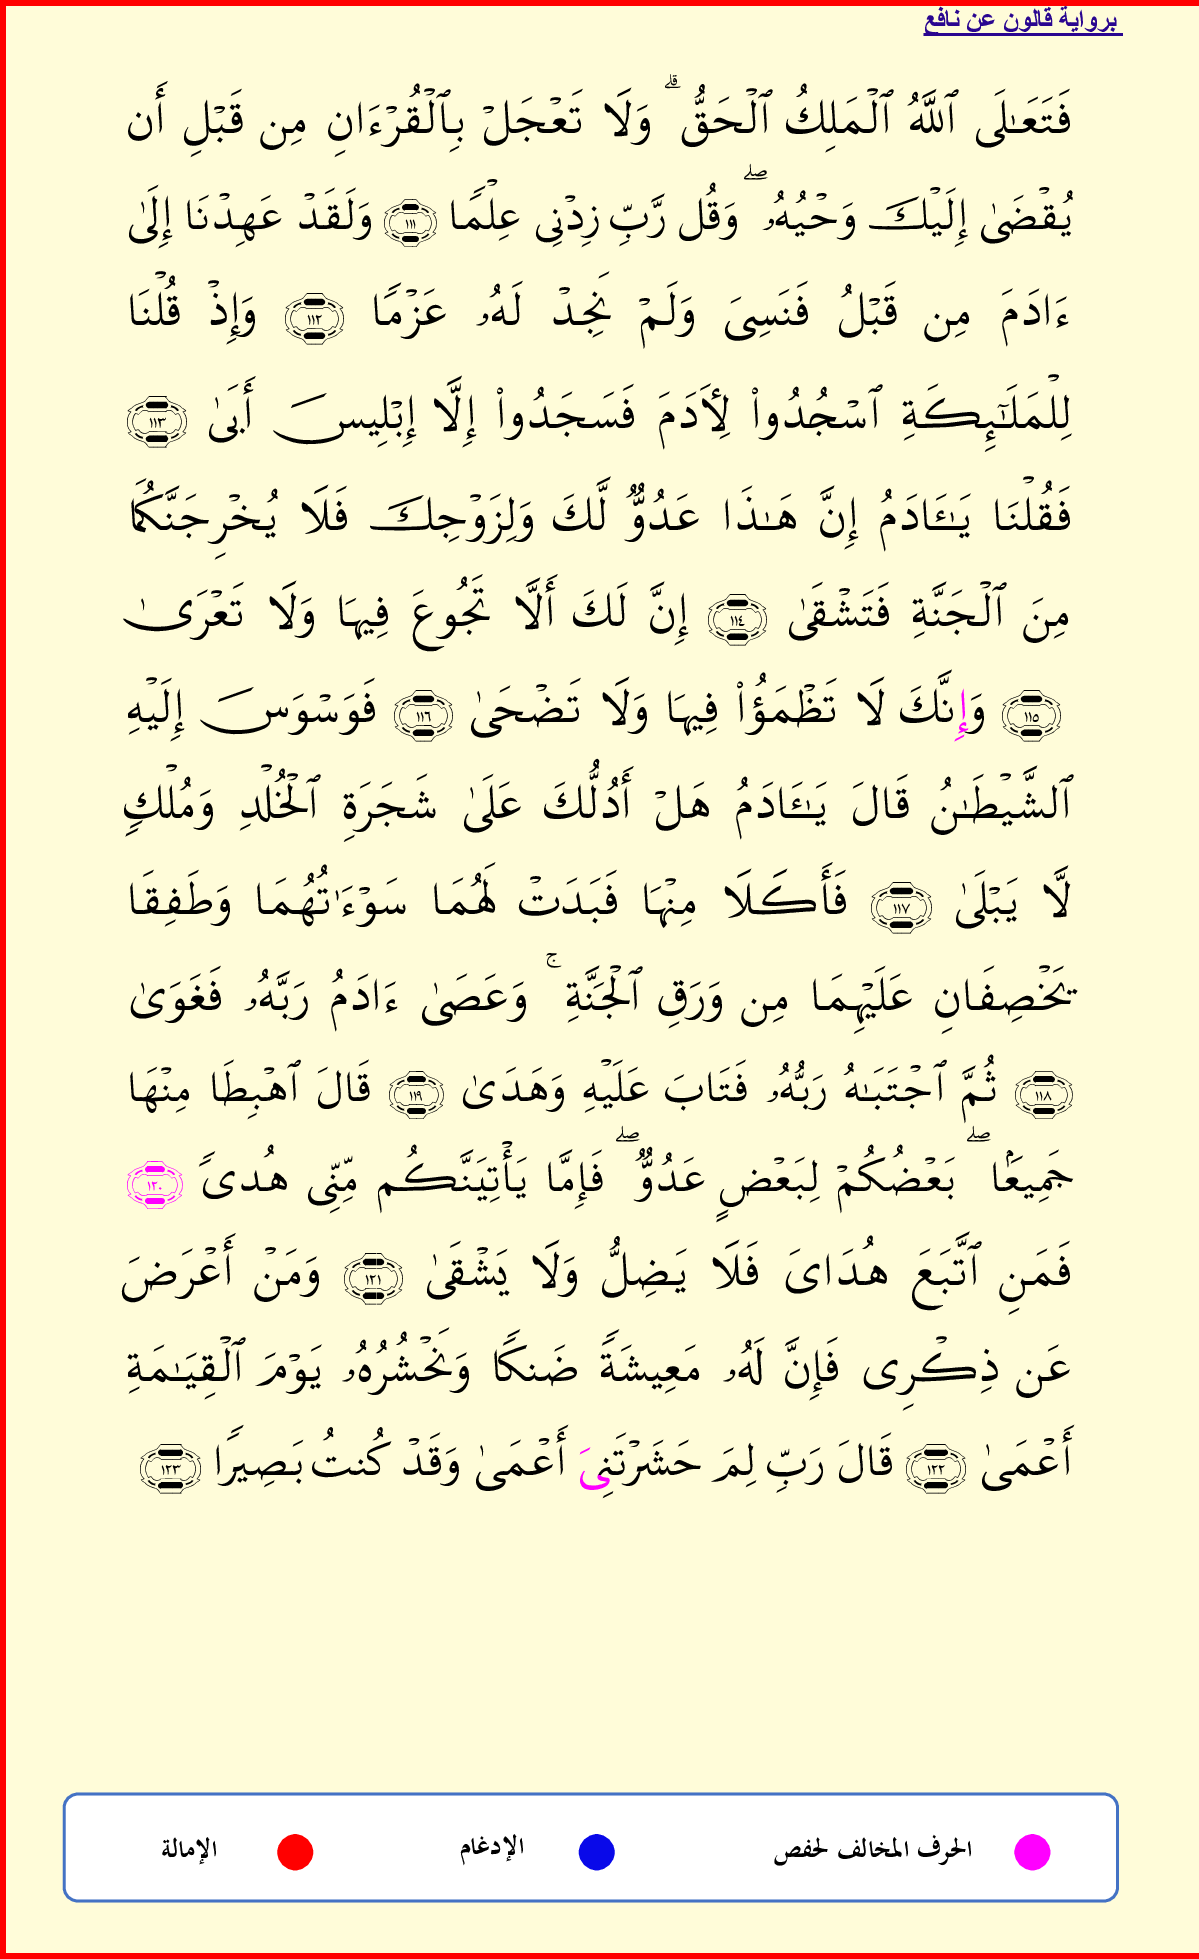 برواية قالون عن نافع
فَتَعَٰلَى ٱللَّهُ ٱلْمَلِكُ ٱلْحَقُّ ۗ وَلَا تَعْجَلْ بِٱلْقُرْءَانِ مِن قَبْلِ أَن
يُقْضَىٰ إِلَيْكَ وَحْيُهُۥ ۖ وَقُل رَّبِّ زِدْنِى عِلْمًا ١١١ وَلَقَدْ عَهِدْنَا إِلَىٰ
ءَادَمَ مِن قَبْلُ فَنَسِىَ وَلَمْ نَجِدْ لَهُۥ عَزْمًا ١١٢ وَإِذْ قُلْنَا
لِلْمَلَٰٓئِكَةِ ٱسْجُدُوا۟ لِأٓدَمَ فَسَجَدُوا۟ إِلَّا إِبْلِيسَ أَبَىٰ ١١٣
فَقُلْنَا يَٰـَٔادَمُ إِنَّ هَٰذَا عَدُوٌّ لَّكَ وَلِزَوْجِكَ فَلَا يُخْرِجَنَّكُمَا
مِنَ ٱلْجَنَّةِ فَتَشْقَىٰ ١١٤ إِنَّ لَكَ أَلَّا تَجُوعَ فِيهَا وَلَا تَعْرَىٰ
١١٥ وَإِنَّكَ لَا تَظْمَؤُا۟ فِيهَا وَلَا تَضْحَىٰ ١١٦ فَوَسْوَسَ إِلَيْهِ
ٱلشَّيْطَٰنُ قَالَ يَٰـَٔادَمُ هَلْ أَدُلُّكَ عَلَىٰ شَجَرَةِ ٱلْخُلْدِ وَمُلْكٍ
لَّا يَبْلَىٰ ١١٧ فَأَكَلَا مِنْهَا فَبَدَتْ لَهُمَا سَوْءَٰتُهُمَا وَطَفِقَا
يَخْصِفَانِ عَلَيْهِمَا مِن وَرَقِ ٱلْجَنَّةِ ۚ وَعَصَىٰ ءَادَمُ رَبَّهُۥ فَغَوَىٰ
١١٨ ثُمَّ ٱجْتَبَٰهُ رَبُّهُۥ فَتَابَ عَلَيْهِ وَهَدَىٰ ١١٩ قَالَ ٱهْبِطَا مِنْهَا
جَمِيعًۢا ۖ بَعْضُكُمْ لِبَعْضٍ عَدُوٌّ ۖ فَإِمَّا يَأْتِيَنَّكُم مِّنِّى هُدًى ١٢٠
فَمَنِ ٱتَّبَعَ هُدَاىَ فَلَا يَضِلُّ وَلَا يَشْقَىٰ ١٢١ وَمَنْ أَعْرَضَ
عَن ذِكْرِى فَإِنَّ لَهُۥ مَعِيشَةً ضَنكًا وَنَحْشُرُهُۥ يَوْمَ ٱلْقِيَٰمَةِ
أَعْمَىٰ ١٢٢ قَالَ رَبِّ لِمَ حَشَرْتَنِىَ أَعْمَىٰ وَقَدْ كُنتُ بَصِيرًا ١٢٣
الحرف المخالف لحفص الإدغام الإمالة